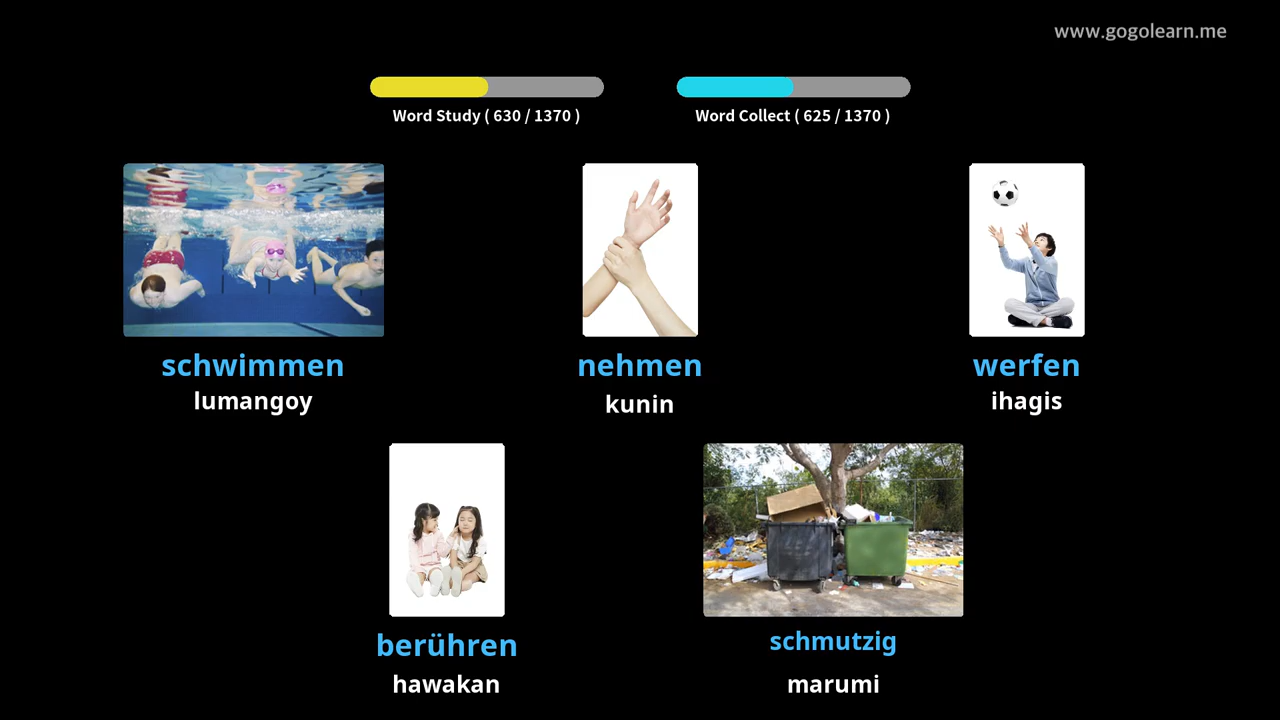 www.gogolearn.me
Word Study ( 630 / 1370 )
Word Collect ( 625 / 1370 )
schwimmen
lumangoy
nehmen
kunin
werfen
ihagis
berühren
hawakan
schmutzig
marumi